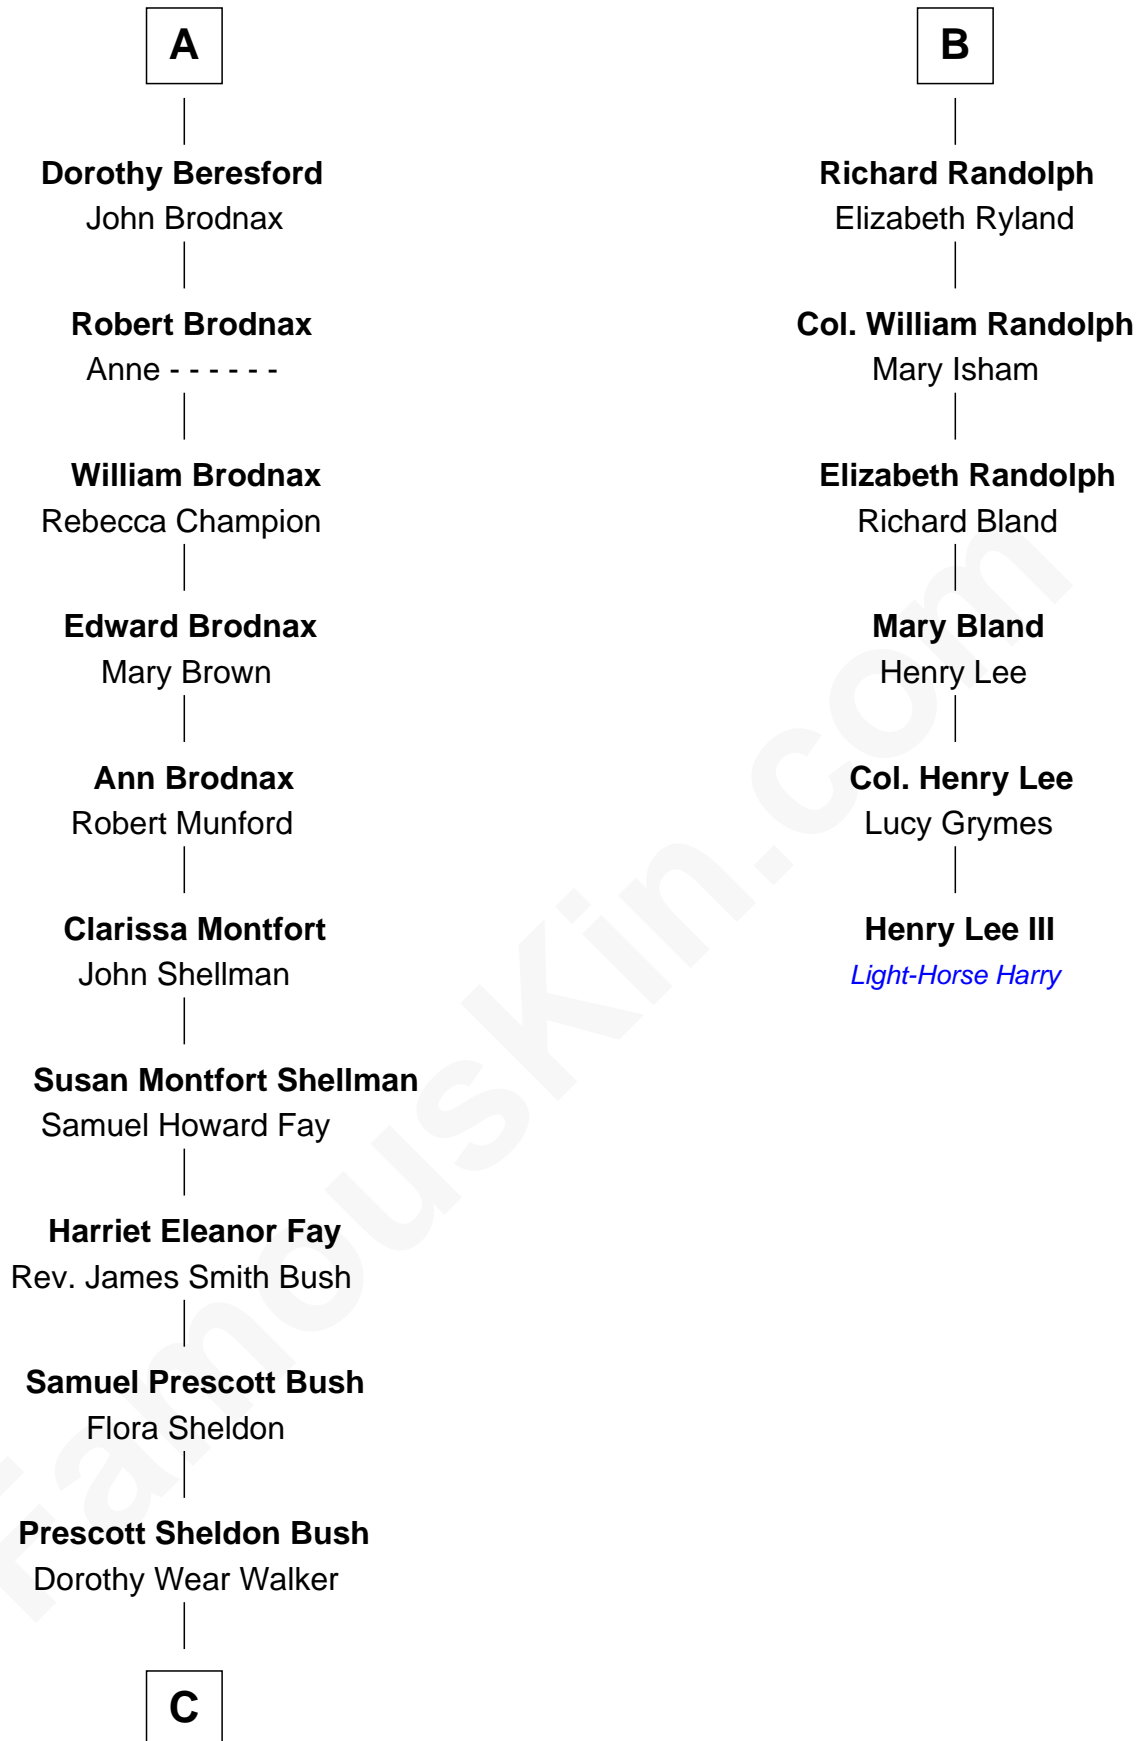 A
Dorothy Beresford
John Brodnax
Robert Brodnax
Anne - - - - - -
William Brodnax
Rebecca Champion
Edward Brodnax
Mary Brown
Ann Brodnax
Robert Munford
Clarissa Montfort
John Shellman
Susan Montfort Shellman
Samuel Howard Fay
Harriet Eleanor Fay
Rev. James Smith Bush
Samuel Prescott Bush
Flora Sheldon
Prescott Sheldon Bush
Dorothy Wear Walker
C
B
Richard Randolph
Elizabeth Ryland
Col. William Randolph
Mary Isham
Elizabeth Randolph
Richard Bland
Mary Bland
Henry Lee
Col. Henry Lee
Lucy Grymes
Henry Lee III
Light-Horse Harry
FamousKin.com